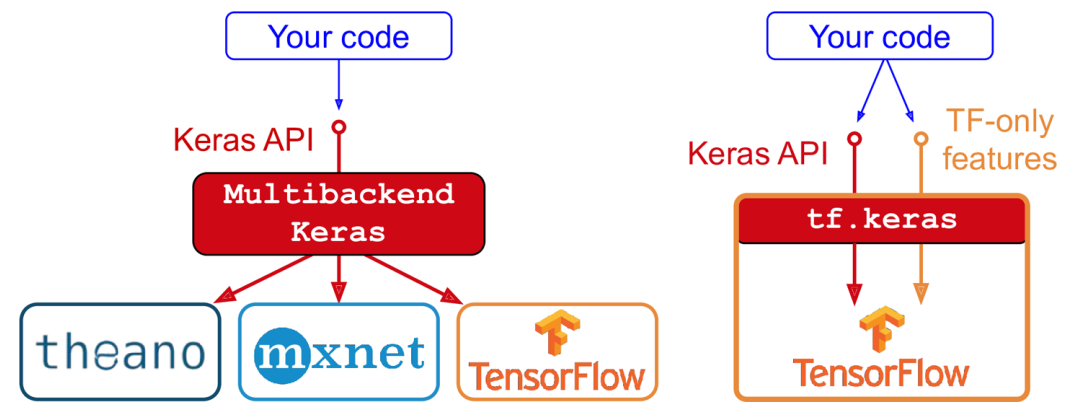 Your code
Keras API
Multibackend
Keras
theano
mxnet
TensorFlow
Your code
Keras API
TF-only
features
tf.keras
TensorFlow